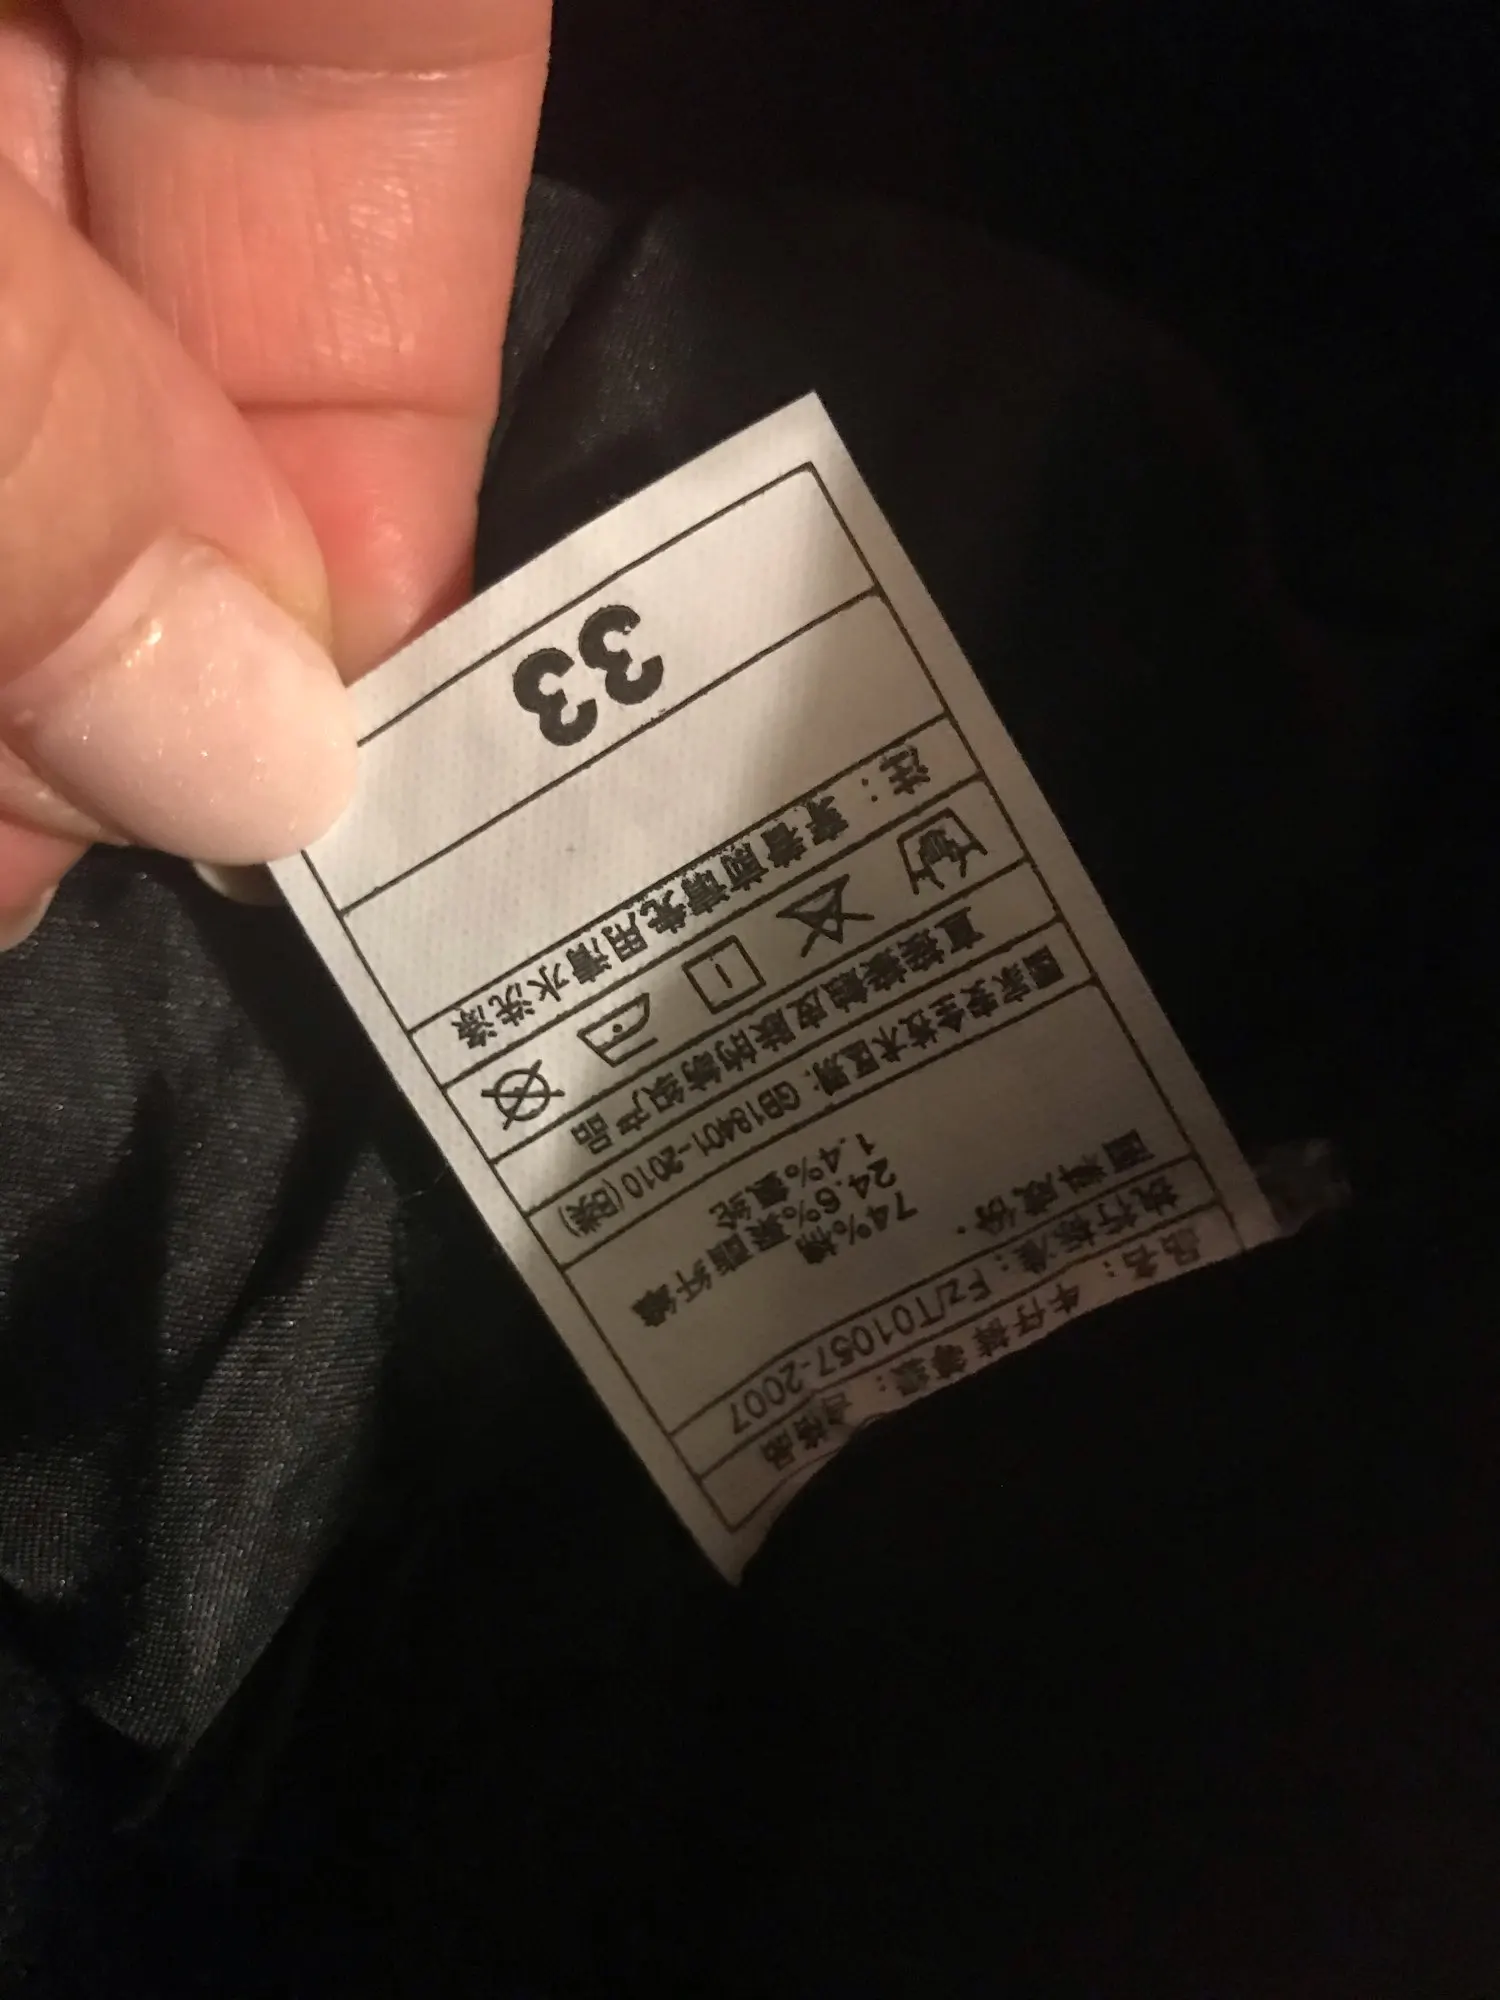 品名：牛仔裤 等级：合格品
执行标准：Fz/T01057-2007
面料成份：
74%棉
24.6%聚酯纤维
1.4%氨纶
国家安全技术区别：GB18401-2010(B类)
直接接触皮肤的纺织产品
注：穿着前请先用清水洗涤
33